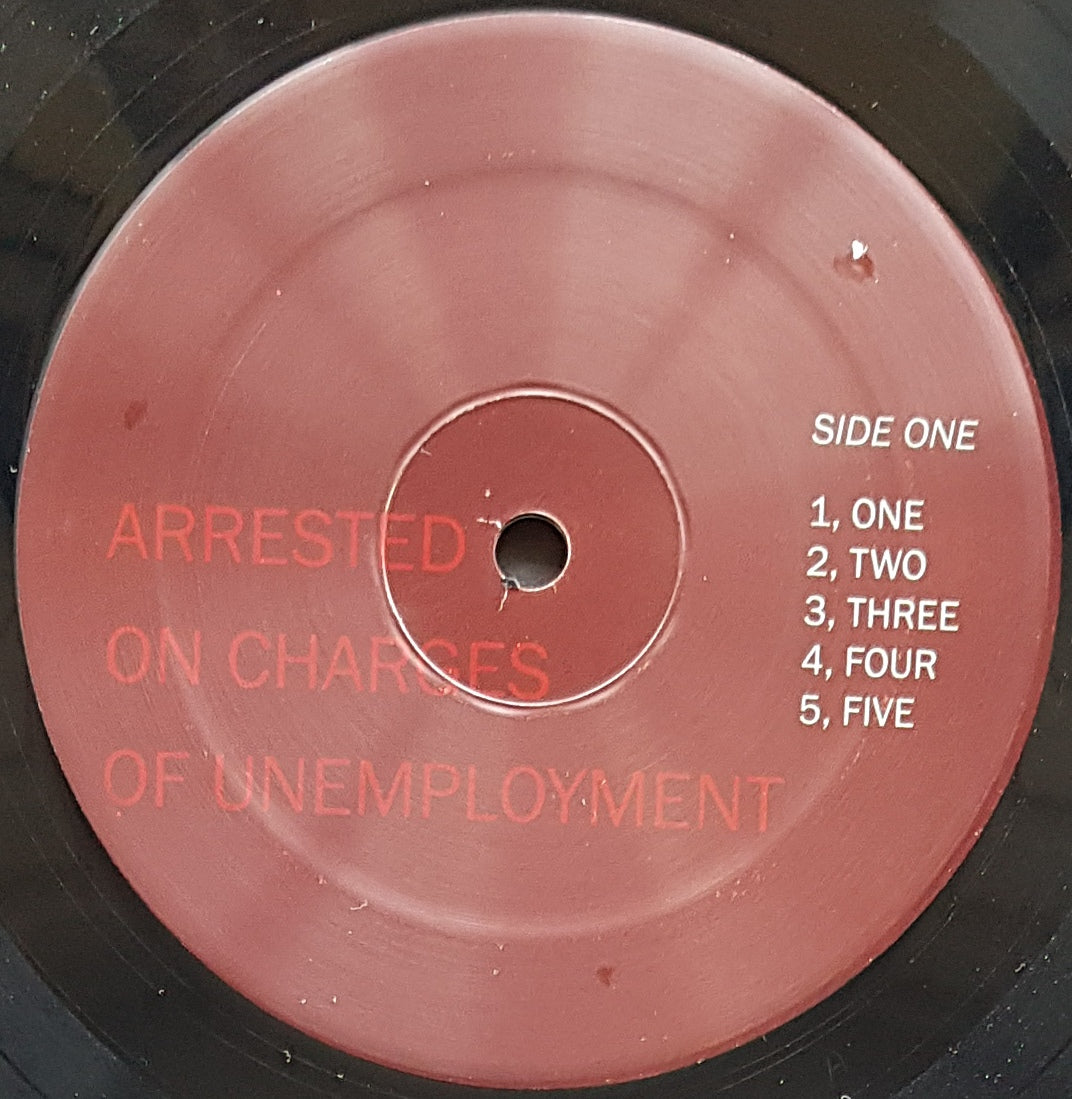 ARRESTED
ON CHARGES
OF UNEMPLOYMENT
SIDE ONE
1, ONE
2, TWO
3, THREE
4, FOUR
5, FIVE